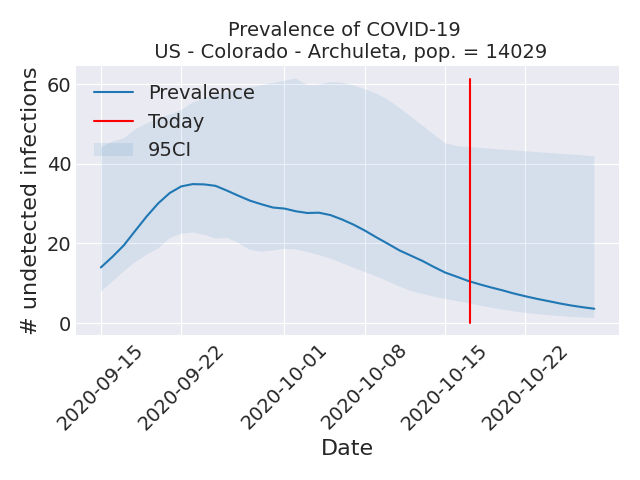 Prevalence of COVID-19
US - Colorado - Archuleta, pop. = 14029
# undetected infections
60
40
20
0
Prevalence
Today
95CI
2020-09-15
2020-09-22
2020-10-01
2020-10-08
2020-10-15
2020-10-22
Date